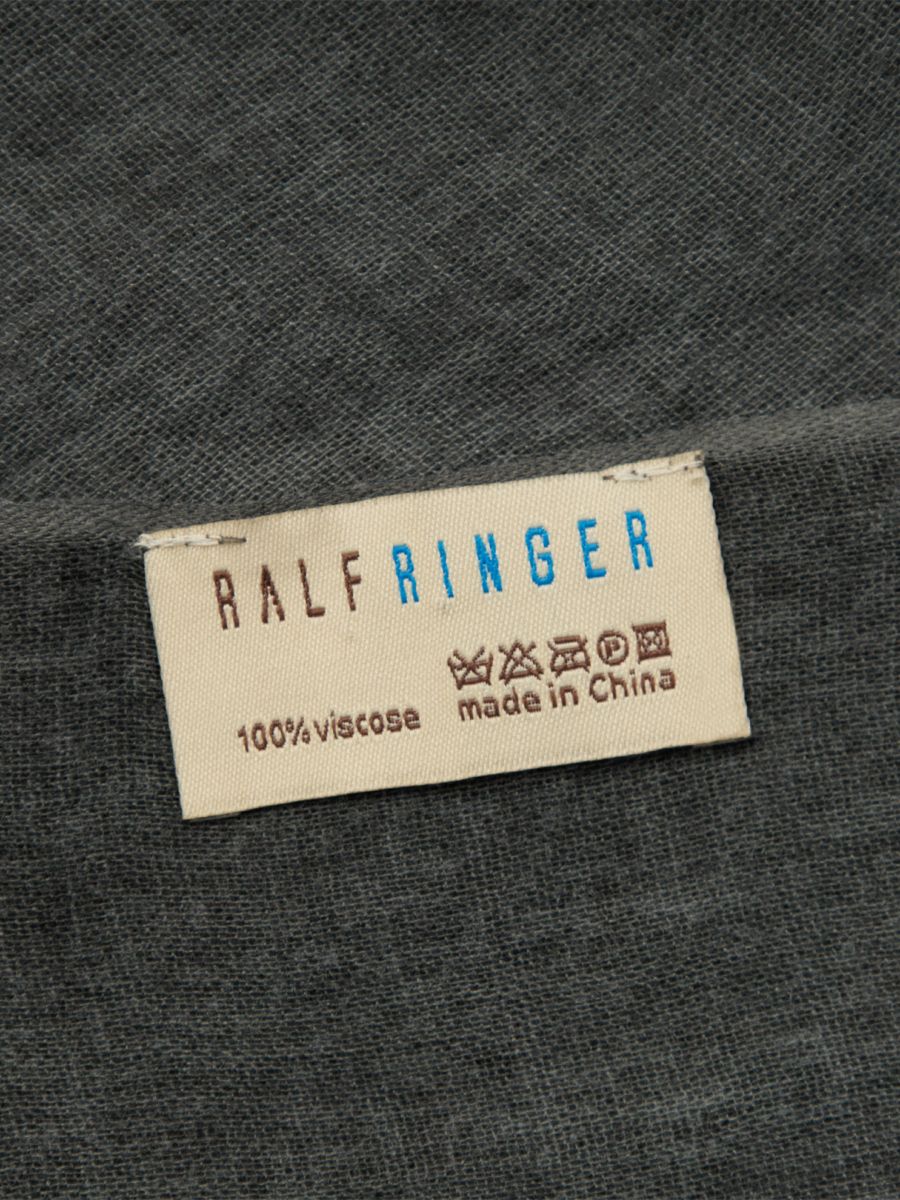 RALF RINGER
P
100% viscose
made in China